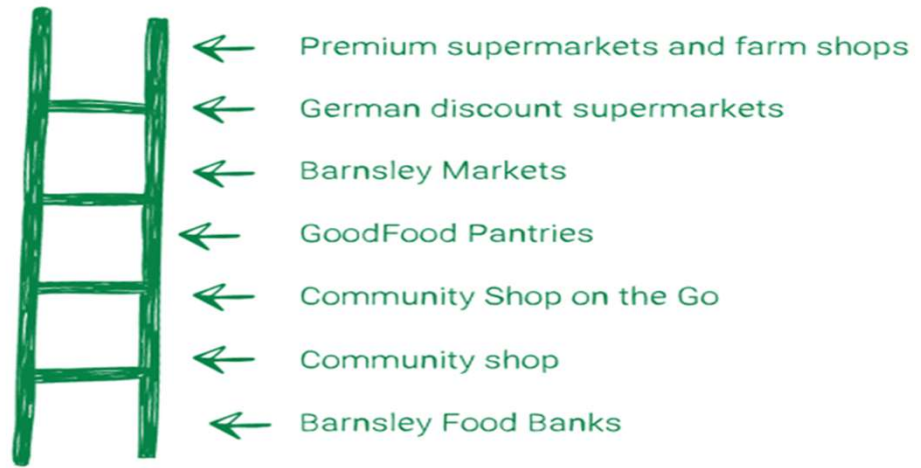 Premium supermarkets and farm shops
German discount supermarkets
Barnsley Markets
GoodFood Pantries
Community Shop on the Go
Community shop
Barnsley Food Banks